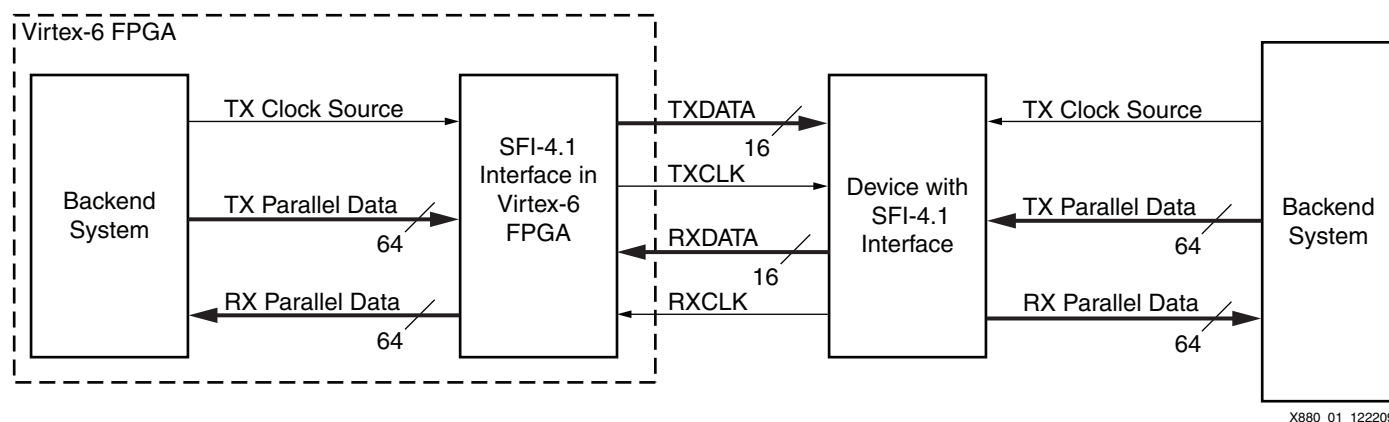 Virtex-6 FPGA
Backend
System
TX Clock Source
TX Parallel Data
64
RX Parallel Data
64
SFI-4.1
Interface in
Virtex-6
FPGA
TXDATA
16
TXCLK
RXDATA
16
RXCLK
Device with
SFI-4.1
Interface
TX Clock Source
TX Parallel Data
64
RX Parallel Data
64
Backend
System
X880_01_122209